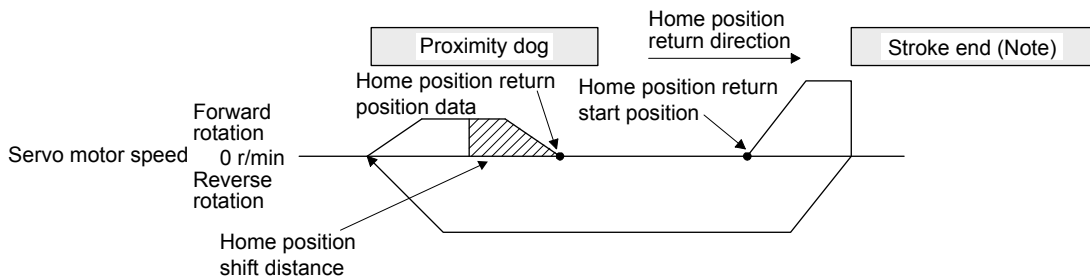 Proximity dog
Home position
return direction
Stroke end (Note)
Home position return
position data
Home position return
start position
Forward
rotation
Servo motor speed
0 r/min
Reverse
rotation
Home position
shift distance